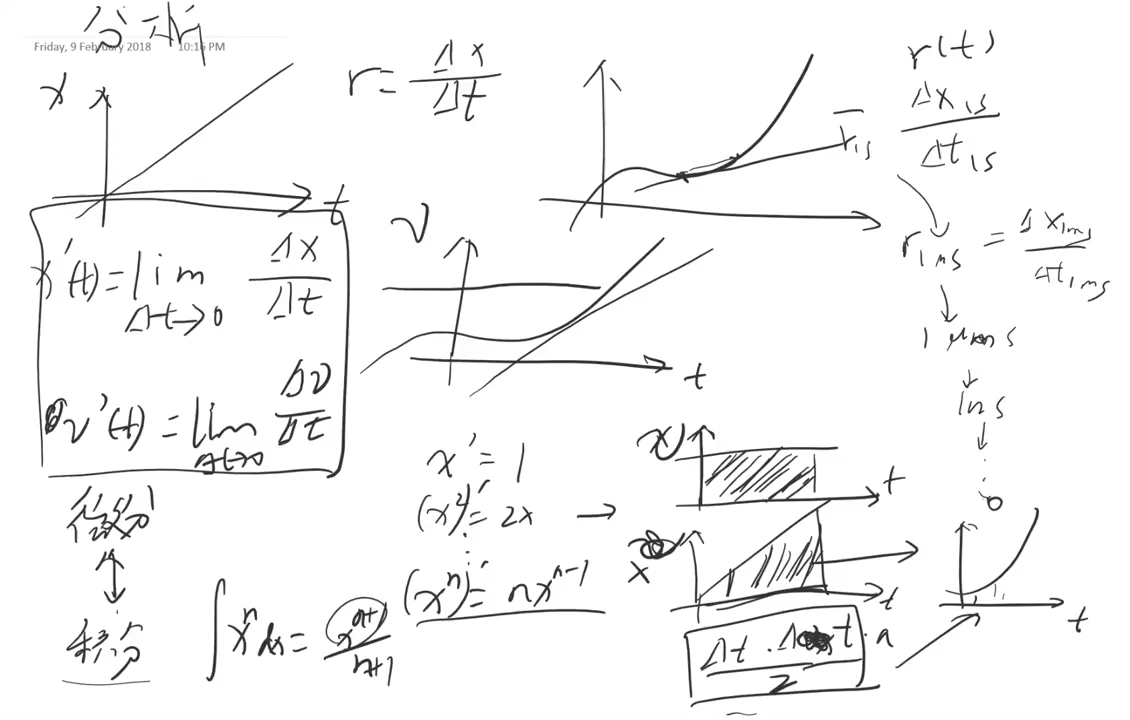 分析
Friday, 9 February 2018 10:16 PM
x
t
r = Δx/Δt
r̄₁ₛ
r(t)
Δx₁ₛ/Δt₁ₛ
r₁ₘₛ = Δx₁ₘₛ/Δt₁ₘₛ
1ns
0
x'(t) = lim Δt→0 Δx/Δt
v'(t) = lim Δt→0 Δv/Δt
v
t
微分
积分
∫xⁿdx = xⁿ⁺¹/n+1
x' = 1
(x²)' = 2x
(xⁿ)' = nxⁿ⁻¹
t
x
t
Δt · Δt/2 · a
t